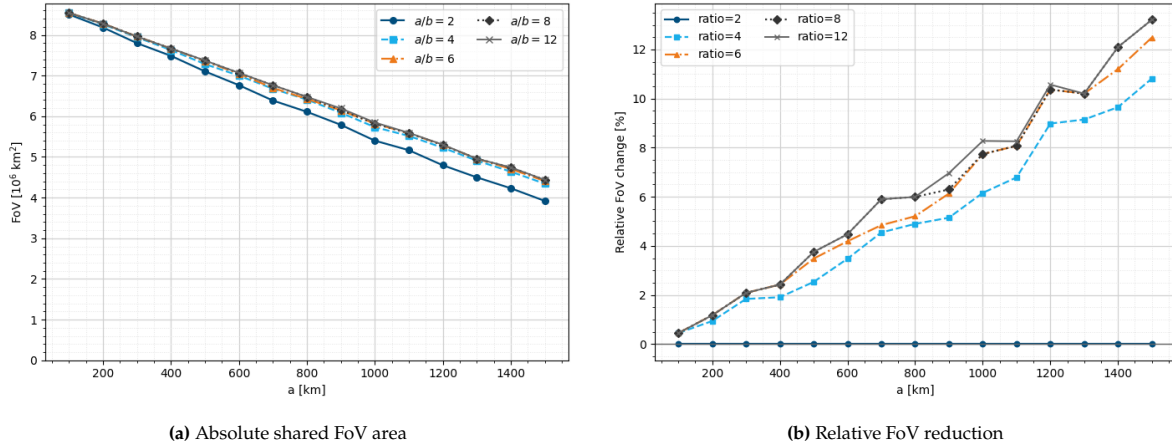 8
7
6
5
4
3
2
1
0
FoV [10⁶ km²]
200 400 600 800 1000 1200 1400
a [km]
a/b = 2
a/b = 4
a/b = 6
a/b = 8
a/b = 12
(a) Absolute shared FoV area
12
10
8
6
4
2
0
Relative FoV change [%]
200 400 600 800 1000 1200 1400
a [km]
ratio=2
ratio=4
ratio=6
ratio=8
ratio=12
(b) Relative FoV reduction